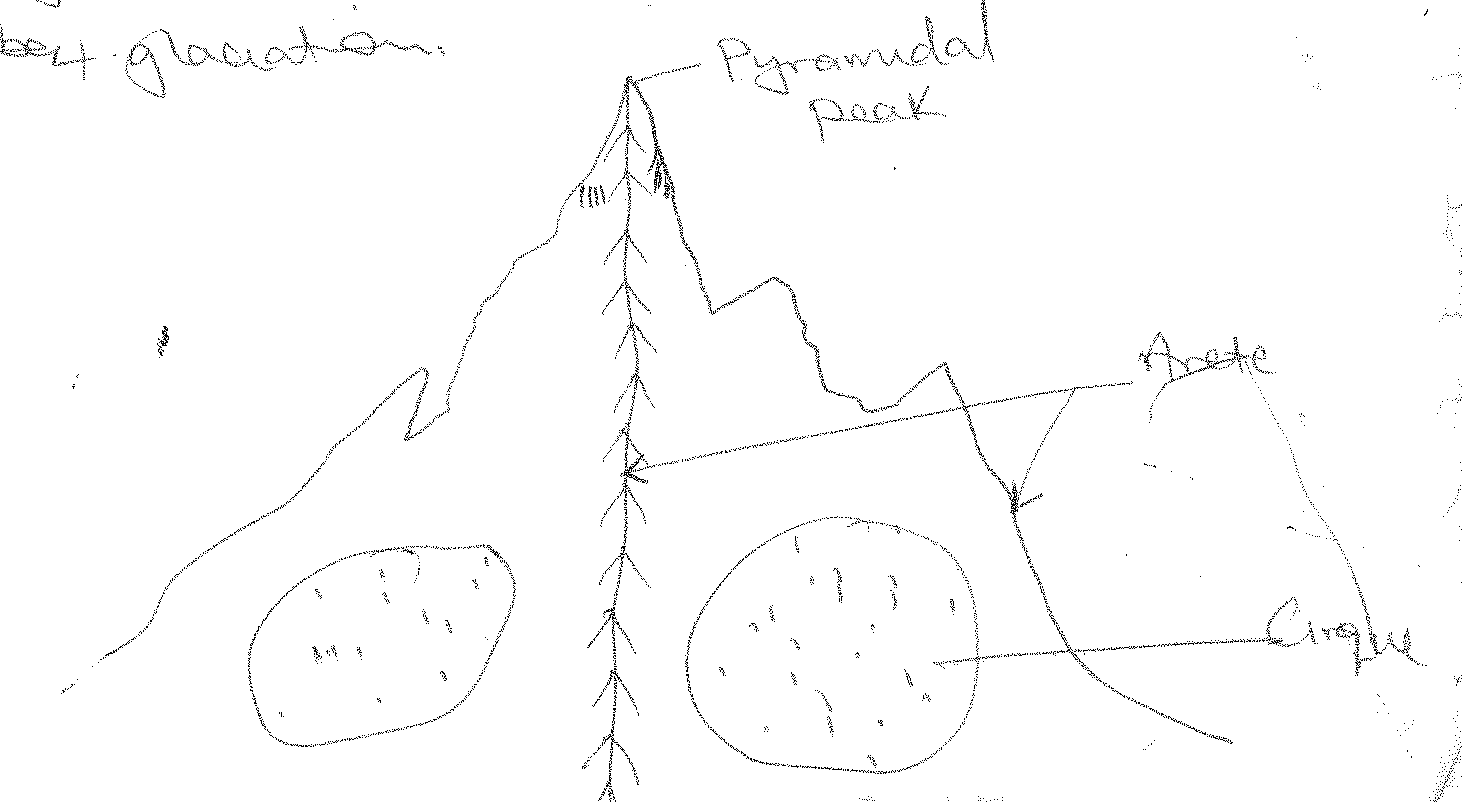 glaciation.
Pyramidal
peak
Arete
Cirque